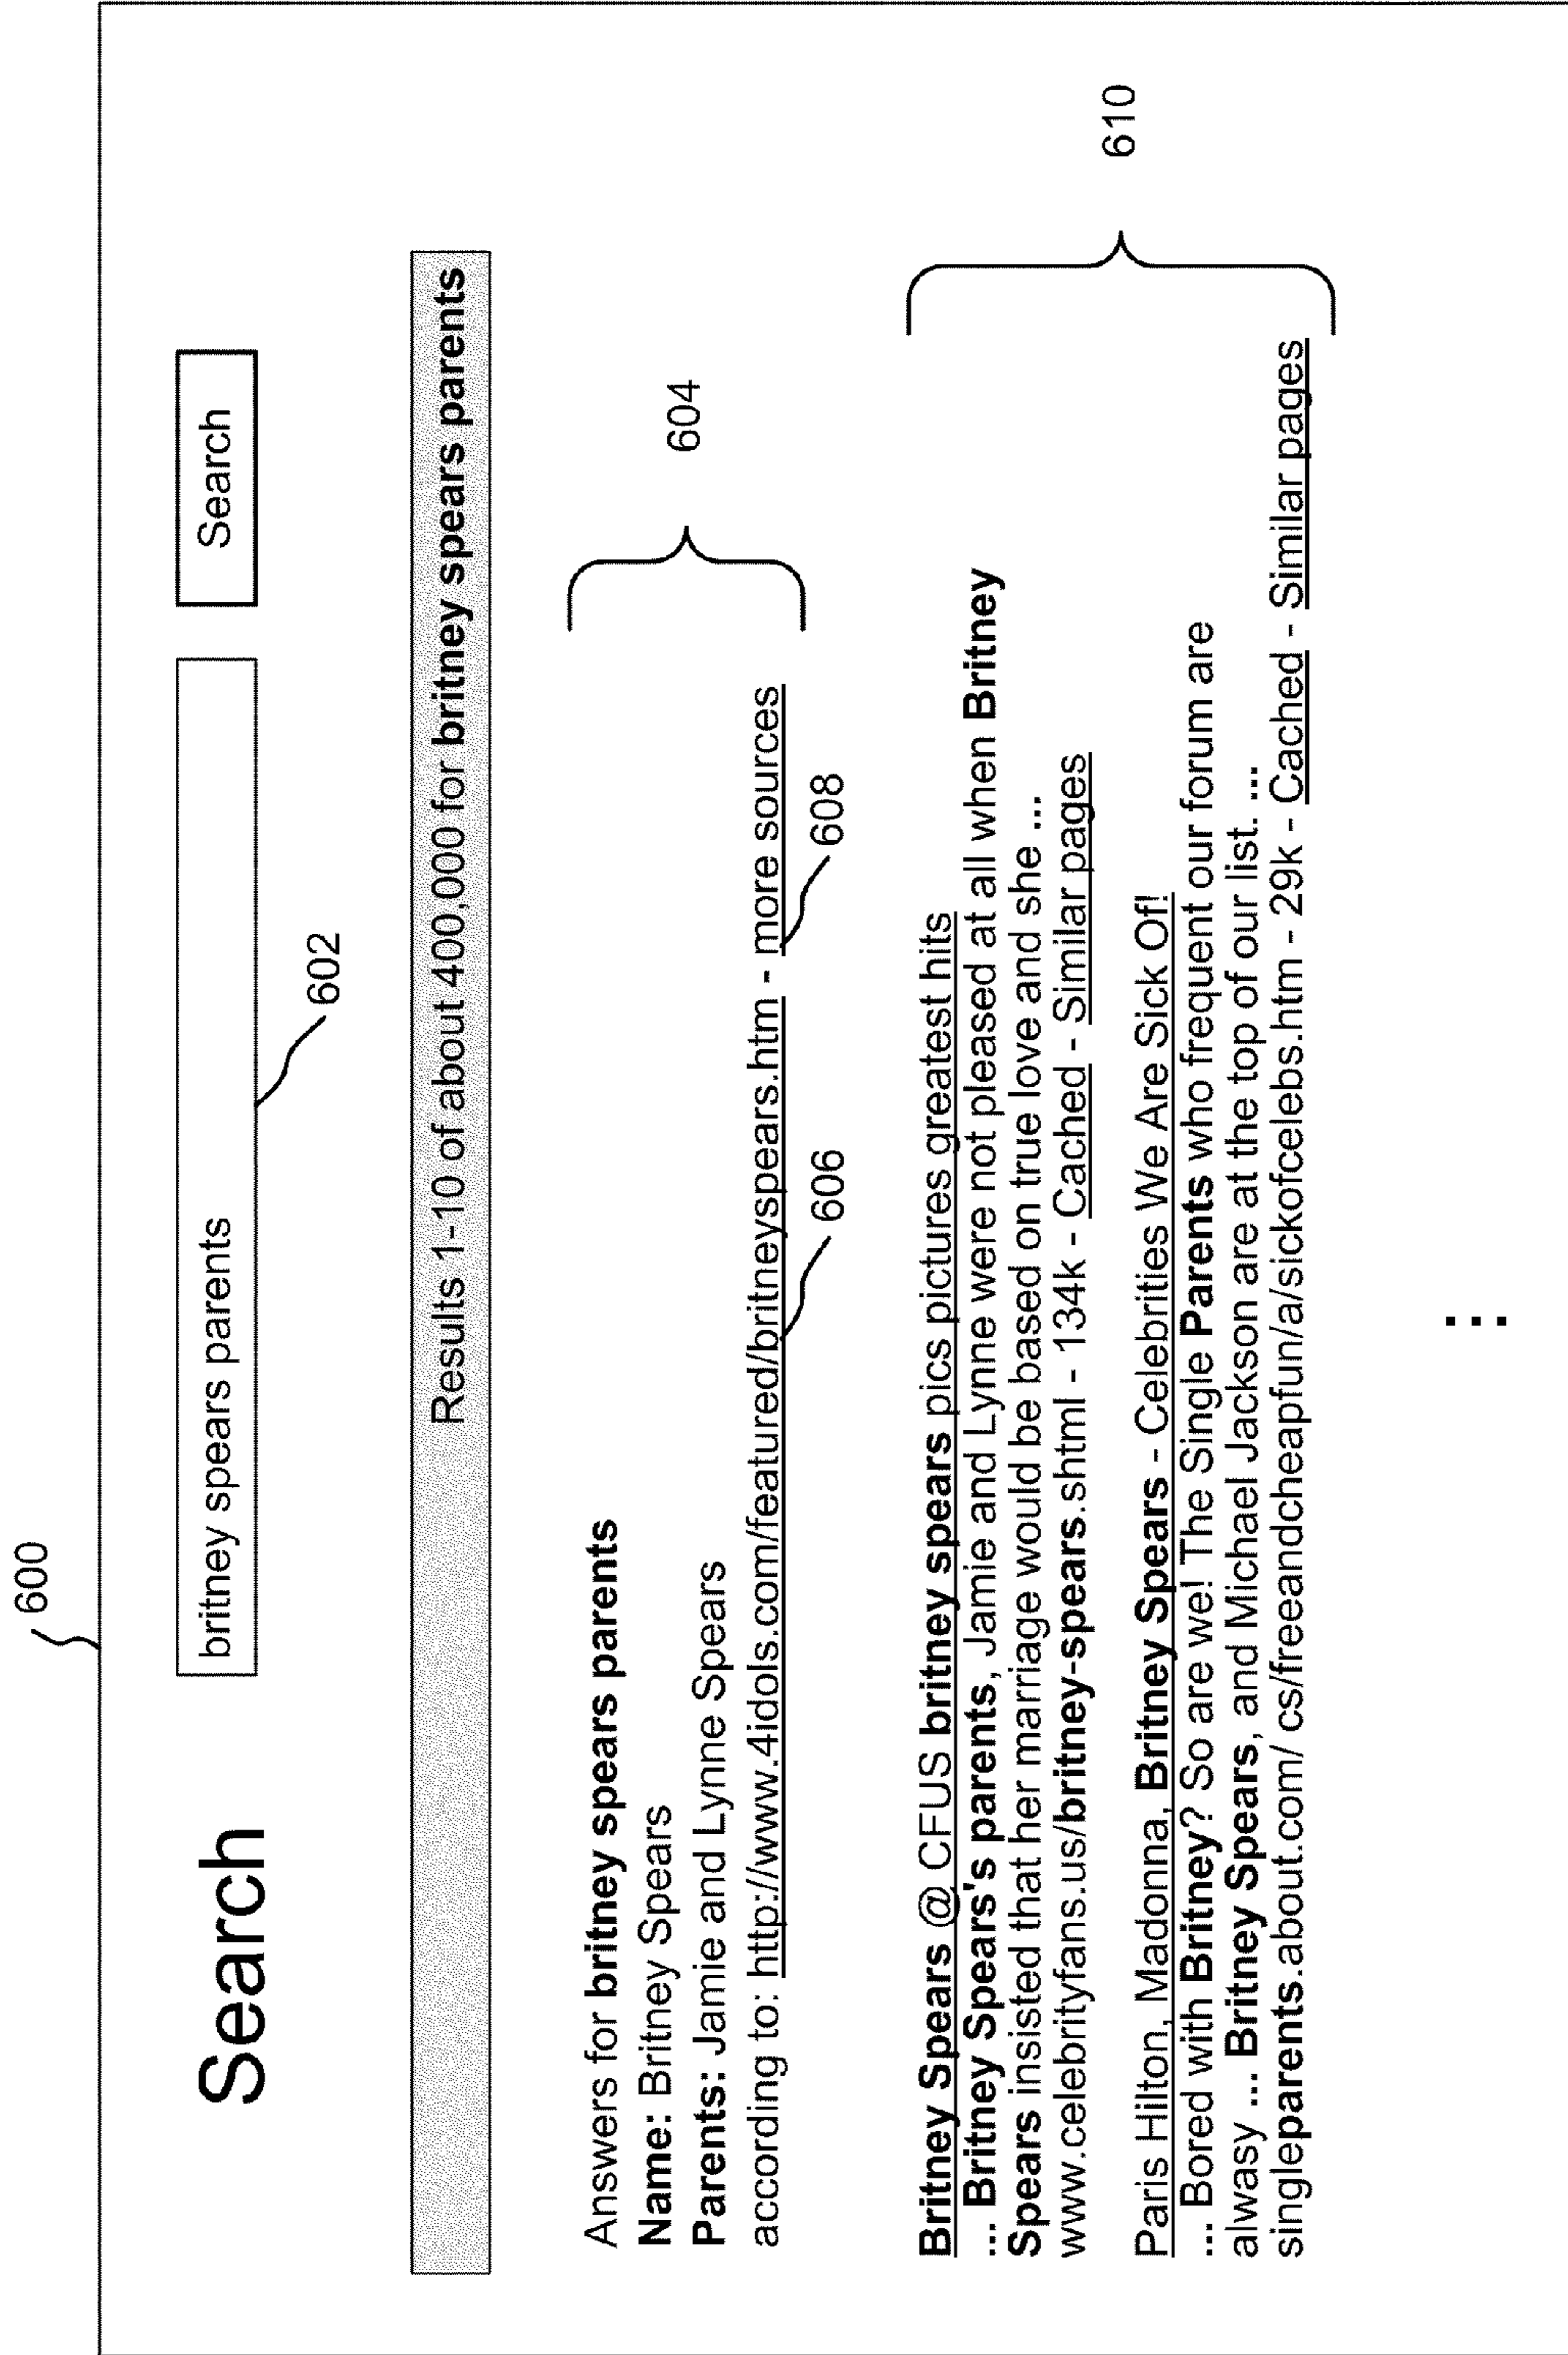 600
Search britney spears parents Search
602
Results 1-10 of about 400,000 for britney spears parents
Answers for britney spears parents
Name: Britney Spears
Parents: Jamie and Lynne Spears
according to: http://www.4idols.com/featured/britneyspears.htm - more sources
604
606
608
Britney Spears @ CFUS britney spears pics pictures greatest hits
... Britney Spears's parents, Jamie and Lynne were not pleased at all when Britney
Spears insisted that her marriage would be based on true love and she ...
www.celebrityfans.us/britney-spears.shtml - 134k - Cached - Similar pages
Paris Hilton, Madonna, Britney Spears - Celebrities We Are Sick Of!
... Bored with Britney? So are we! The Single Parents who frequent our forum are
alwasy ... Britney Spears, and Michael Jackson are at the top of our list. ...
singleparents.about.com/ cs/freeandcheapfun/a/sickofcelebs.htm - 29k - Cached - Similar pages
610
...